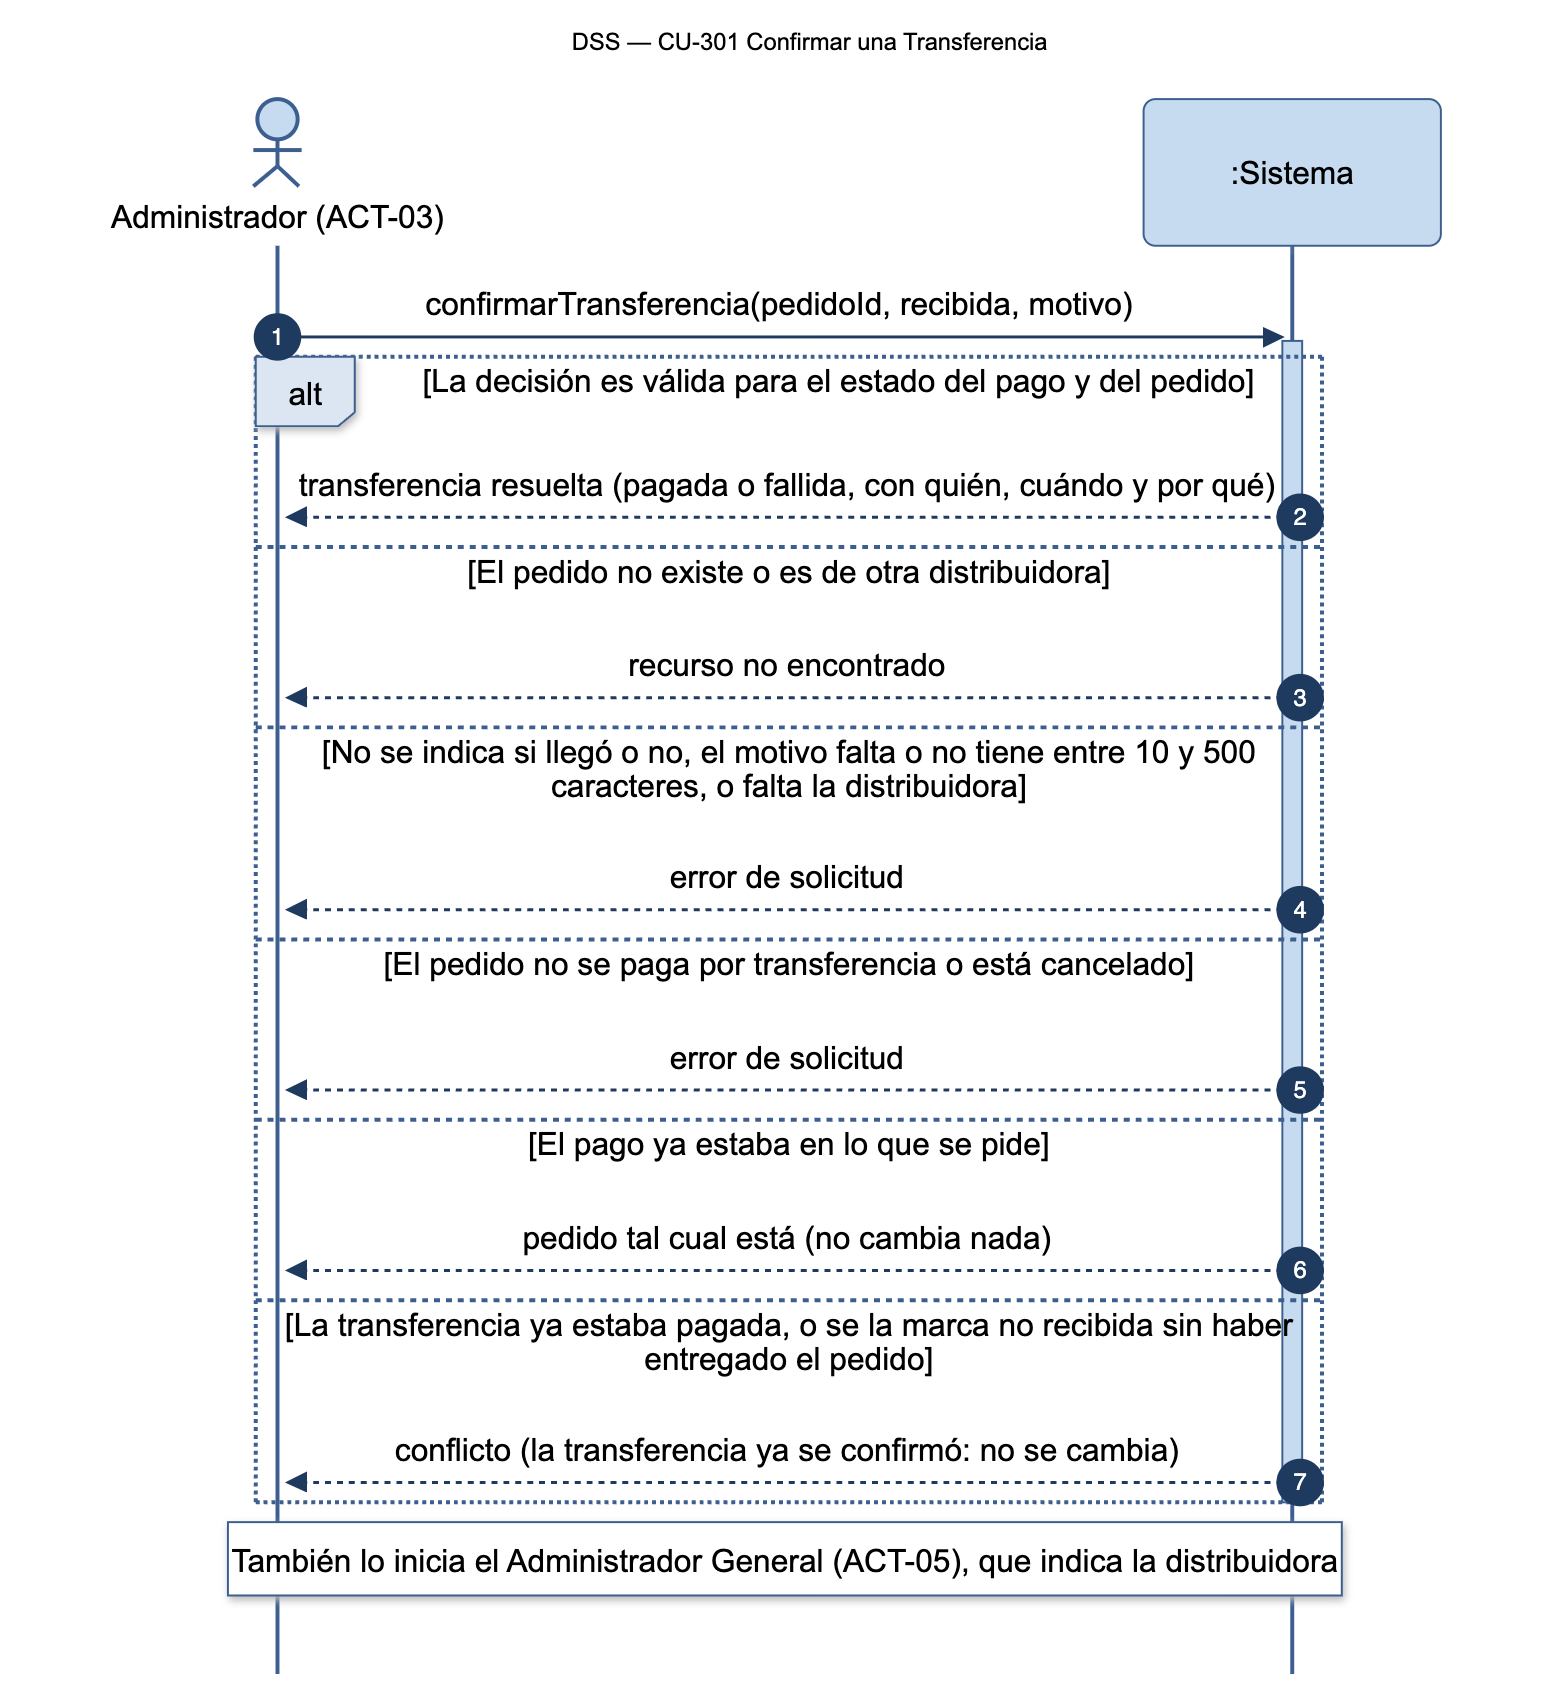 DSS — CU-301 Confirmar una Transferencia
Administrador (ACT-03)
:Sistema
confirmarTransferencia(pedidoId, recibida, motivo)
1
alt
[La decisión es válida para el estado del pago y del pedido]
transferencia resuelta (pagada o fallida, con quién, cuándo y por qué)
2
[El pedido no existe o es de otra distribuidora]
recurso no encontrado
3
[No se indica si llegó o no, el motivo falta o no tiene entre 10 y 500
caracteres, o falta la distribuidora]
error de solicitud
4
[El pedido no se paga por transferencia o está cancelado]
error de solicitud
5
[El pago ya estaba en lo que se pide]
pedido tal cual está (no cambia nada)
6
[La transferencia ya estaba pagada, o se la marca no recibida sin haber
entregado el pedido]
conflicto (la transferencia ya se confirmó: no se cambia)
7
También lo inicia el Administrador General (ACT-05), que indica la distribuidora